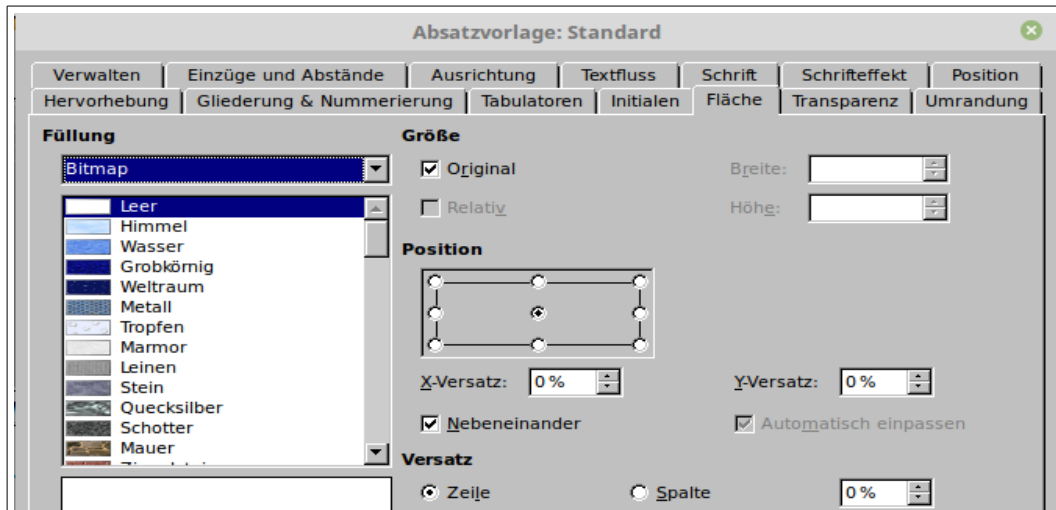 Absatzvorlage: Standard
Verwalten Einzüge und Abstände Ausrichtung Textfluss Schrift Schrifteffekt Position
Hervorhebung Gliederung & Nummerierung Tabulatoren Initialen Fläche Transparenz Umrandung
Füllung
Bitmap
Leer
Himmel
Wasser
Grobkörnig
Weltraum
Metall
Tropfen
Marmor
Leinen
Stein
Quecksilber
Schotter
Mauer
Größe
Original
Breite:
Relativ
Höhe:
Position
X-Versatz: 0 %
Y-Versatz: 0 %
Nebeneinander
Automatisch einpassen
Versatz
Zeile
Spalte
0 %